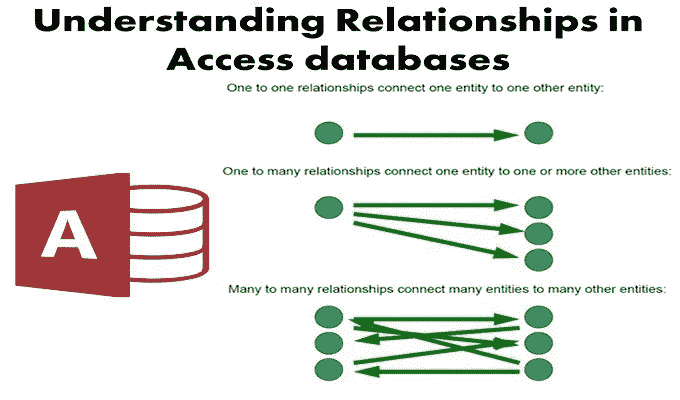 Understanding Relationships in
Access databases
One to one relationships connect one entity to one other entity:
One to many relationships connect one entity to one or more other entities:
A
Many to many relationships connect many entities to many other entities: